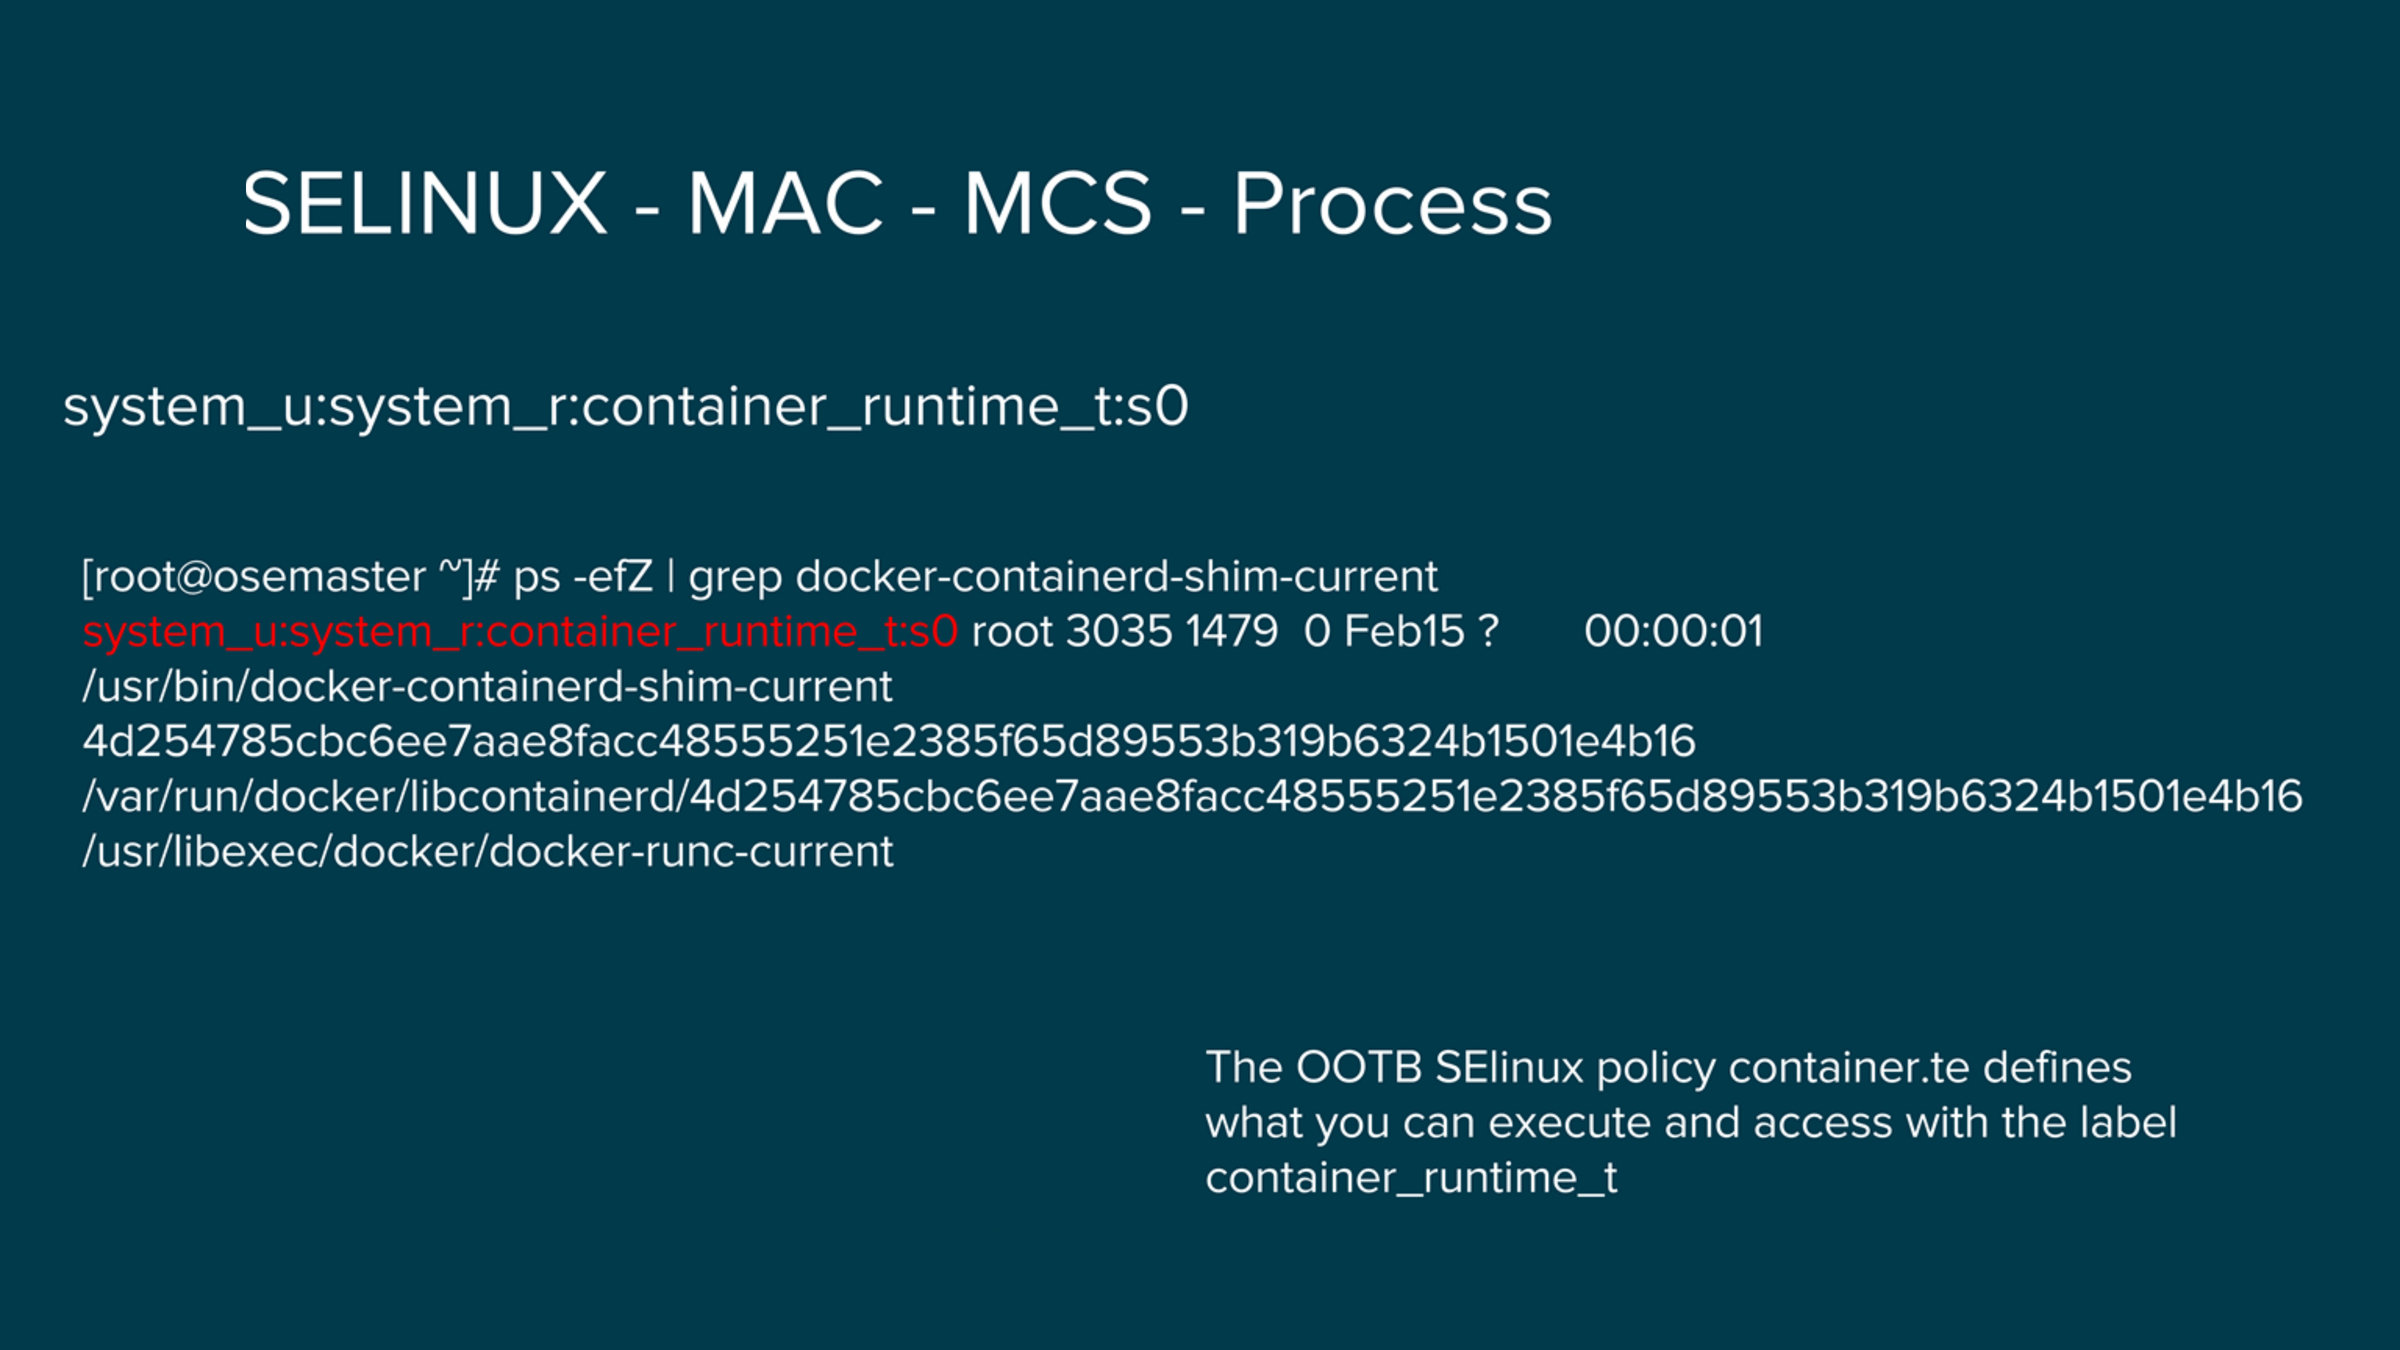 SELINUX - MAC - MCS - Process
system_u:system_r:container_runtime_t:s0
[root@osemaster ~]# ps -efZ | grep docker-containerd-shim-current
system_u:system_r:container_runtime_t:s0 root 3035 1479  0 Feb15 ?       00:00:01
/usr/bin/docker-containerd-shim-current
4d254785cbc6ee7aae8facc48555251e2385f65d89553b319b6324b1501e4b16
/var/run/docker/libcontainerd/4d254785cbc6ee7aae8facc48555251e2385f65d89553b319b6324b1501e4b16
/usr/libexec/docker/docker-runc-current
The OOTB SElinux policy container.te defines
what you can execute and access with the label
container_runtime_t